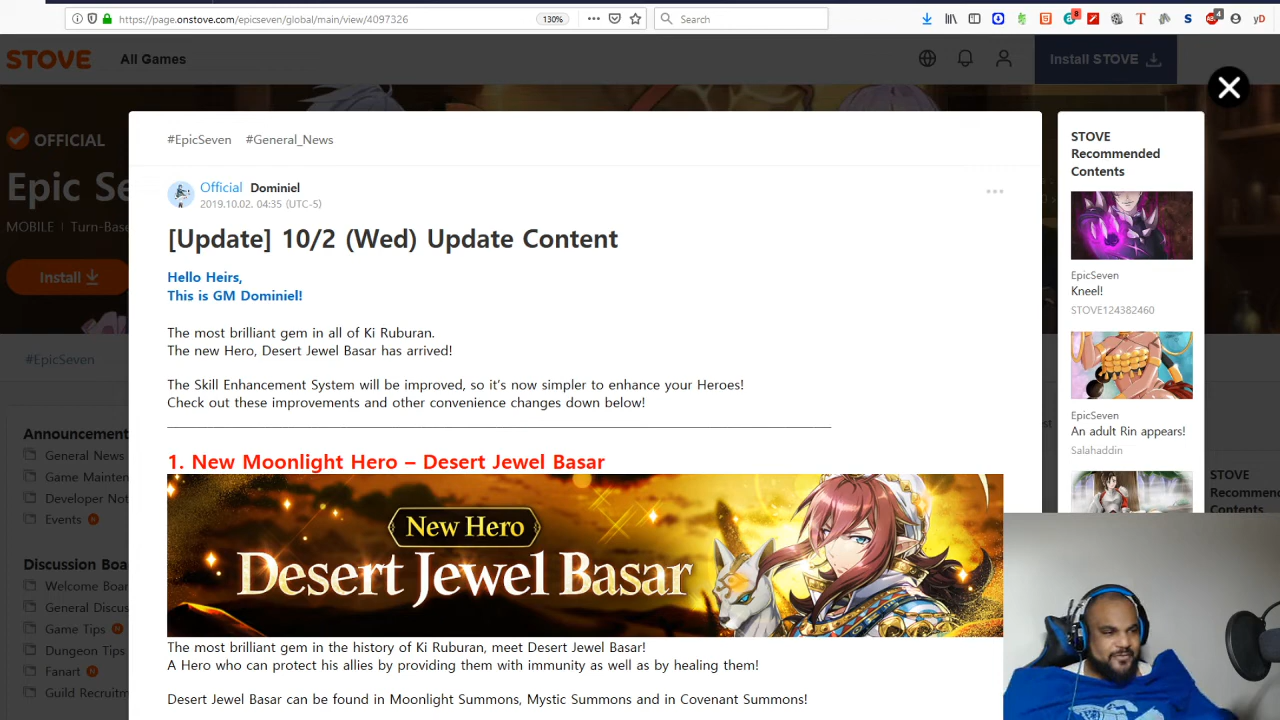 https://page.onstove.com/epicseven/global/main/view/4097326
130%
Search
STOVE
All Games
Install STOVE
OFFICIAL
Epic Se
MOBILE | Turn-Base
Install
#EpicSeven
Announcement
General News
Game Mainten
Developer Not
Events
Discussion Boa
Welcome Boar
General Discus
Game Tips
Dungeon Tips
Fanart
Guild Recruitm
#EpicSeven #General_News
Official Dominiel
2019.10.02. 04:35 (UTC-5)
[Update] 10/2 (Wed) Update Content
Hello Heirs,
This is GM Dominiel!
The most brilliant gem in all of Ki Ruburan.
The new Hero, Desert Jewel Basar has arrived!
The Skill Enhancement System will be improved, so it's now simpler to enhance your Heroes!
Check out these improvements and other convenience changes down below!
1. New Moonlight Hero – Desert Jewel Basar
New Hero
Desert Jewel Basar
The most brilliant gem in the history of Ki Ruburan, meet Desert Jewel Basar!
A Hero who can protect his allies by providing them with immunity as well as by healing them!
Desert Jewel Basar can be found in Moonlight Summons, Mystic Summons and in Covenant Summons!
STOVE
Recommended
Contents
EpicSeven
Kneel!
STOVE124382460
EpicSeven
An adult Rin appears!
Salahaddin
STOVE
Recomme
Contents